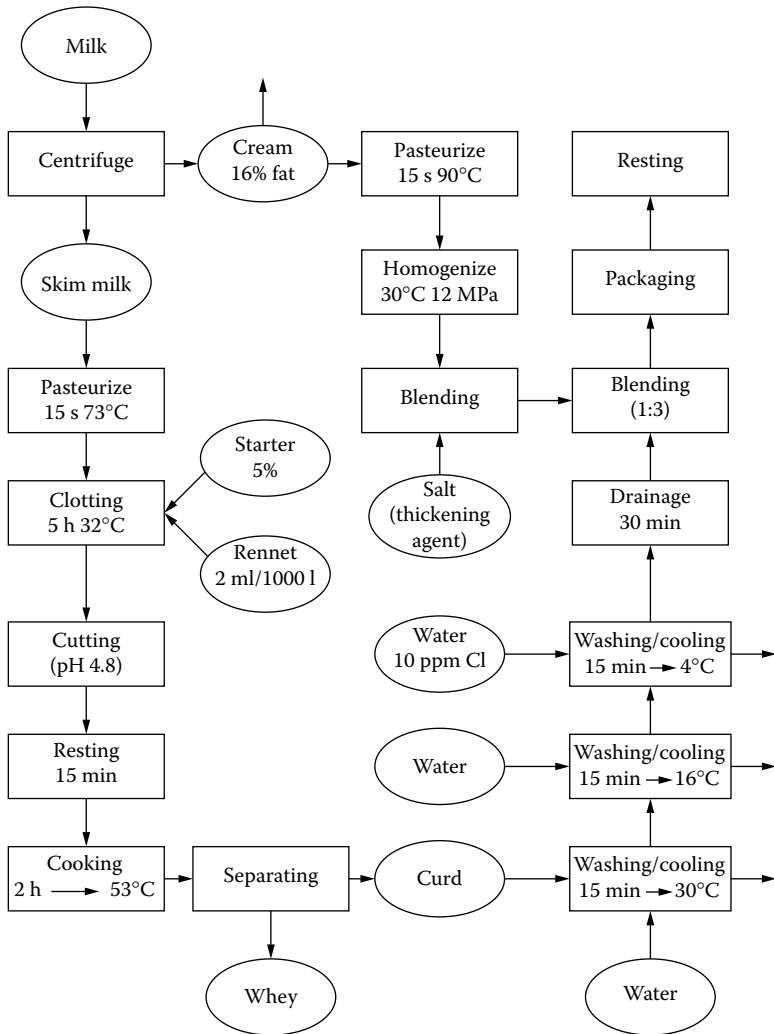 Milk
Centrifuge
Cream
16% fat
Pasteurize
15 s 90°C
Resting
Skim milk
Homogenize
30°C 12 MPa
Packaging
Pasteurize
15 s 73°C
Blending
Blending
(1:3)
Starter
5%
Clotting
5 h 32°C
Salt
(thickening
agent)
Drainage
30 min
Rennet
2 ml/1000 l
Cutting
(pH 4.8)
Water
10 ppm Cl
Washing/cooling
15 min → 4°C
Resting
15 min
Water
Washing/cooling
15 min → 16°C
Cooking
2 h → 53°C
Separating
Curd
Washing/cooling
15 min → 30°C
Whey
Water